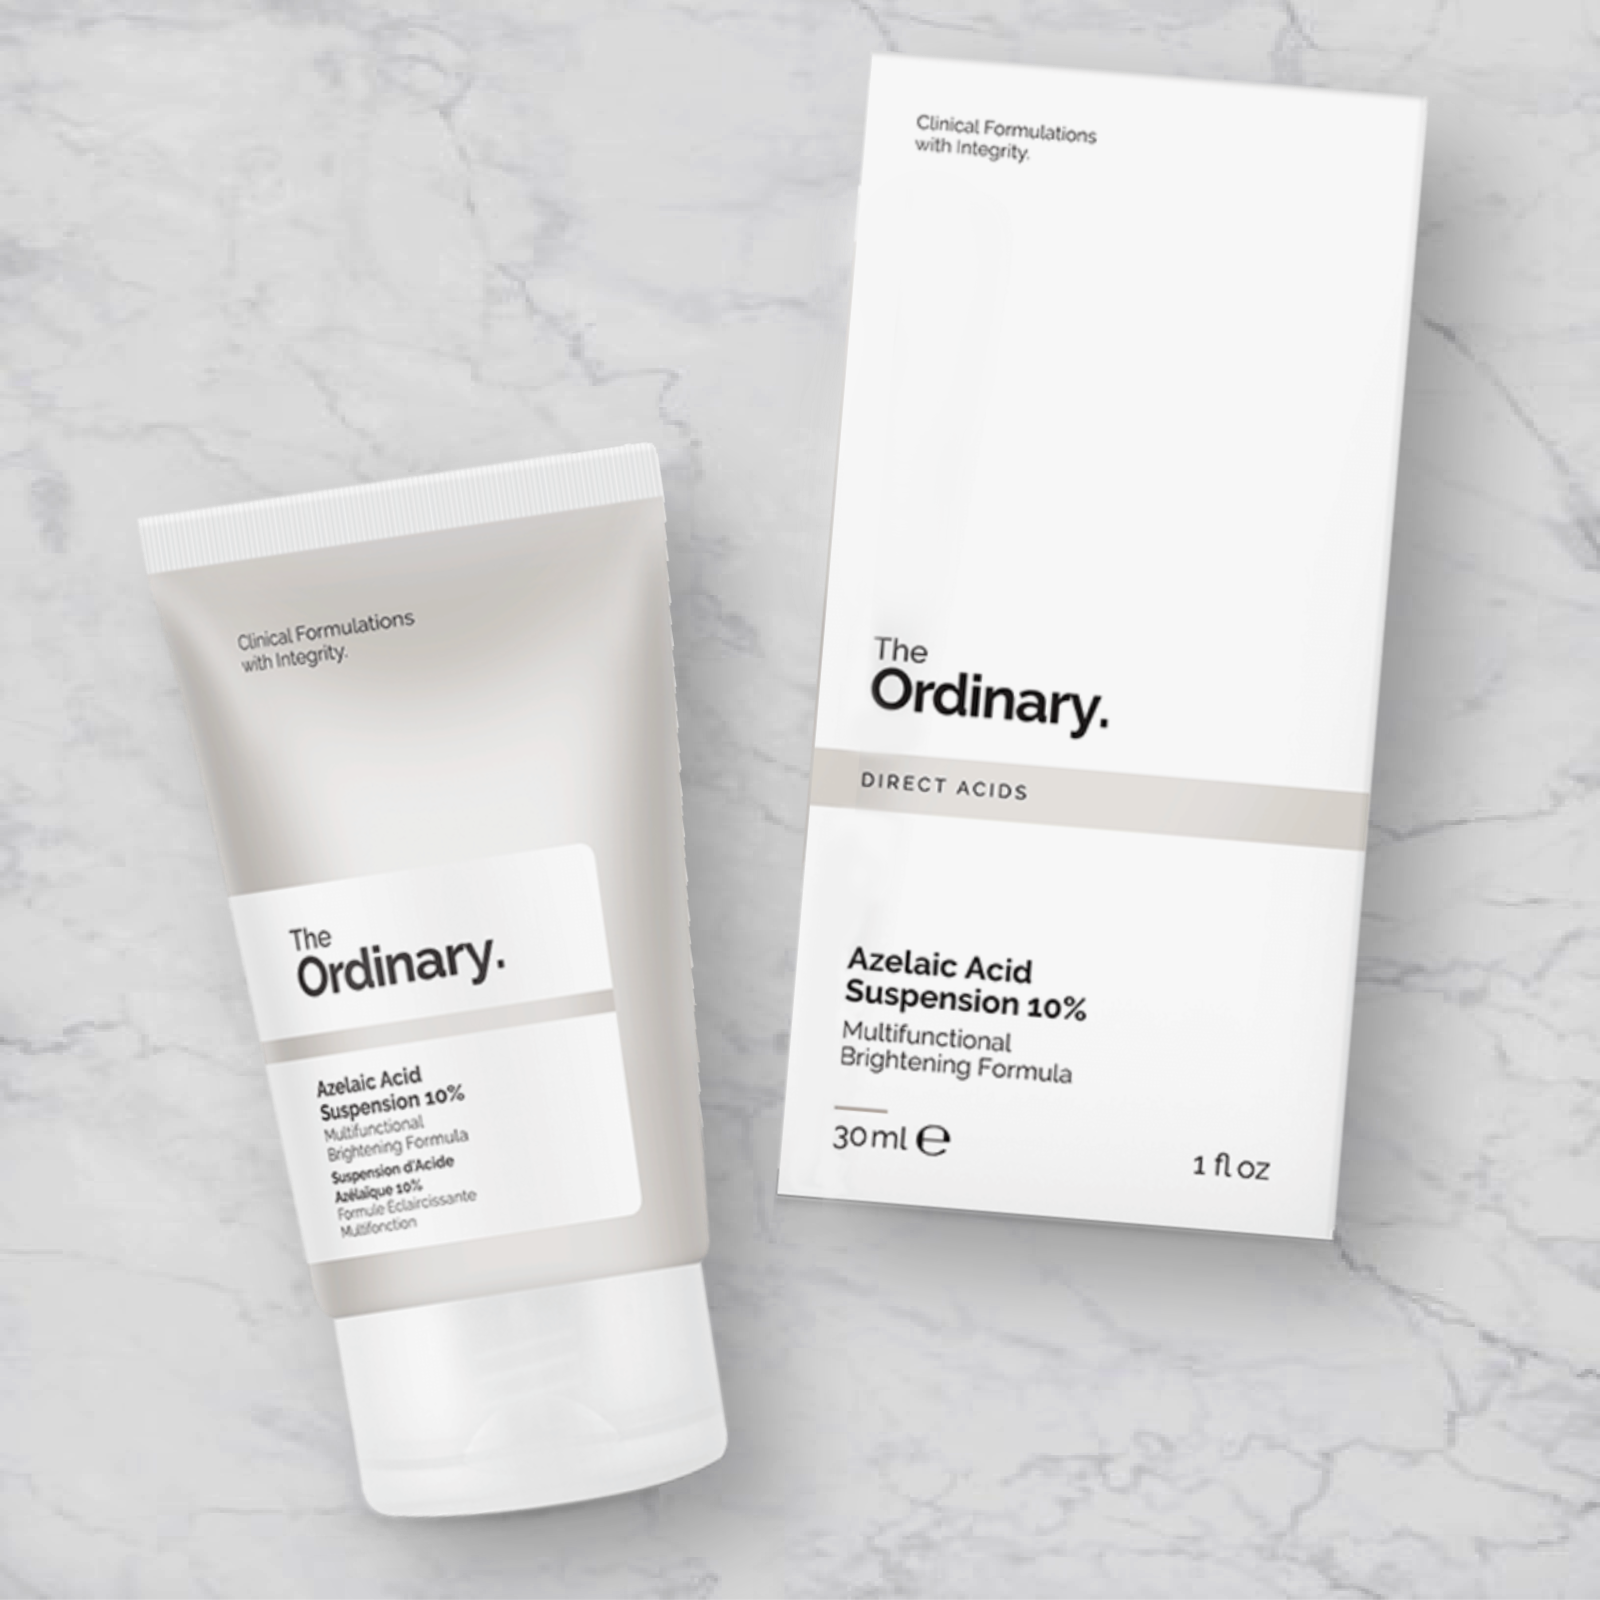 Clinical Formulations
with Integrity.
The
Ordinary.
Azelaic Acid
Suspension 10%
Multifunctional
Brightening Formula
Suspension d'Acide
Azélaïque 10%
Formule Éclaircissante
Multifonction
Clinical Formulations
with Integrity.
The
Ordinary.
DIRECT ACIDS
Azelaic Acid
Suspension 10%
Multifunctional
Brightening Formula
30 ml ℮
1 fl oz